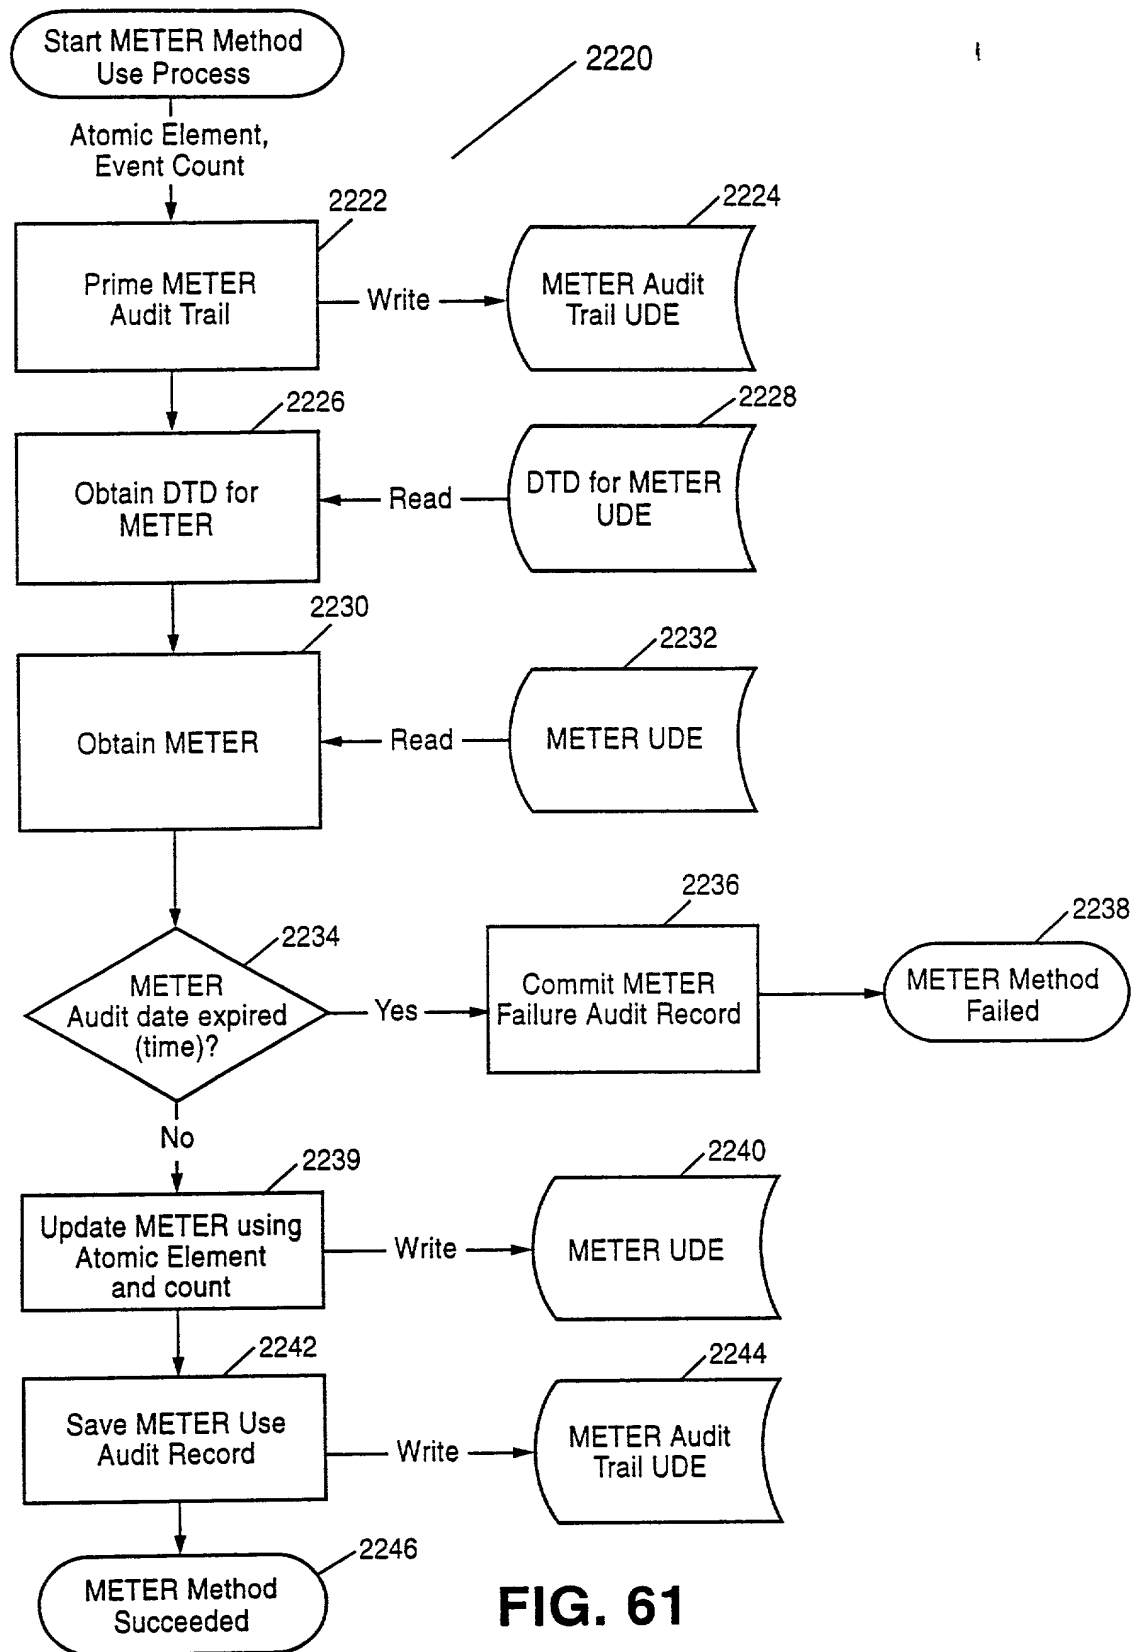 Start METER Method
Use Process
2220
Atomic Element,
Event Count
2222
2224
Prime METER
Audit Trail
Write
METER Audit
Trail UDE
2226
2228
Obtain DTD for
METER
Read
DTD for METER
UDE
2230
2232
Obtain METER
Read
METER UDE
2234
2236
2238
METER
Audit date expired
(time)?
Yes
Commit METER
Failure Audit Record
METER Method
Failed
No
2239
2240
Update METER using
Atomic Element
and count
Write
METER UDE
2242
2244
Save METER Use
Audit Record
Write
METER Audit
Trail UDE
2246
METER Method
Succeeded
FIG. 61